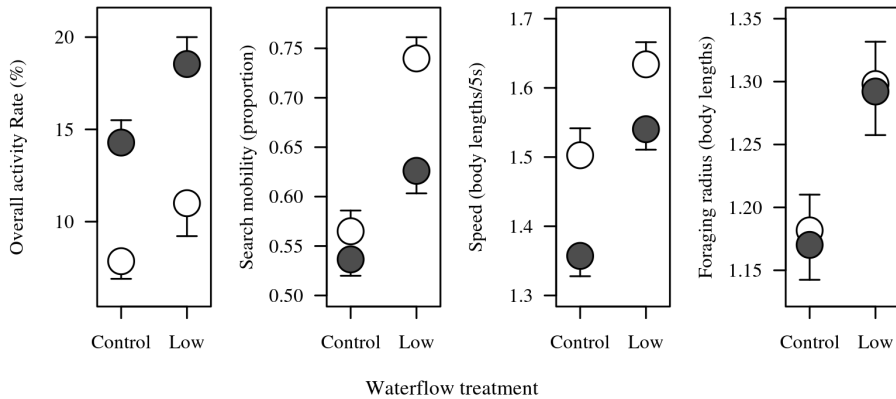 Overall activity Rate (%)
20
15
10
Control Low
Search mobility (proportion)
0.75
0.70
0.65
0.60
0.55
0.50
Control Low
Speed (body lengths/5s)
1.7
1.6
1.5
1.4
1.3
Control Low
Foraging radius (body lengths)
1.35
1.30
1.25
1.20
1.15
Control Low
Waterflow treatment